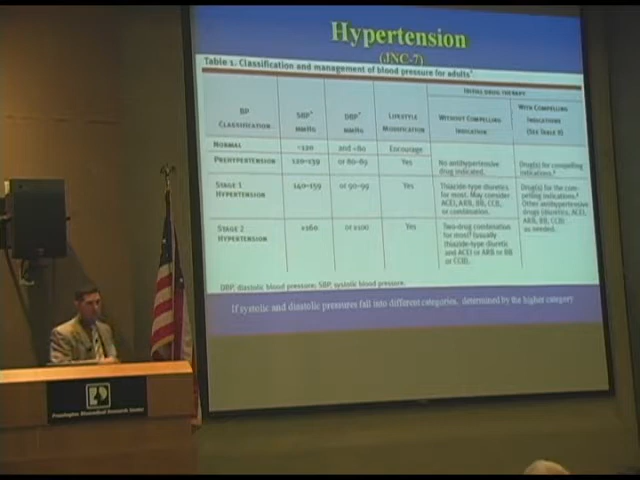 Hypertension
(JNC-7)
Table 1. Classification and management of blood pressure for adults*
Initial drug therapy
BP Classification
SBP* mmHg
DBP* mmHg
Lifestyle Modification
Without Compelling Indication
With Compelling Indications (See Table 8)
Normal <120 and <80 Encourage
Prehypertension 120–139 or 80–89 Yes No antihypertensive drug indicated. Drug(s) for compelling indications.
Stage 1 Hypertension 140–159 or 90–99 Yes Thiazide-type diuretics for most. May consider ACEI, ARB, BB, CCB, or combination. Drug(s) for the compelling indications. Other antihypertensive drugs (diuretics, ACEI, ARB, BB, CCB) as needed.
Stage 2 Hypertension ≥160 or ≥100 Yes Two-drug combination for most (usually thiazide-type diuretic and ACEI or ARB or BB or CCB).
DBP, diastolic blood pressure; SBP, systolic blood pressure.
If systolic and diastolic pressures fall into different categories, determined by the higher category
Pennington Biomedical Research Center